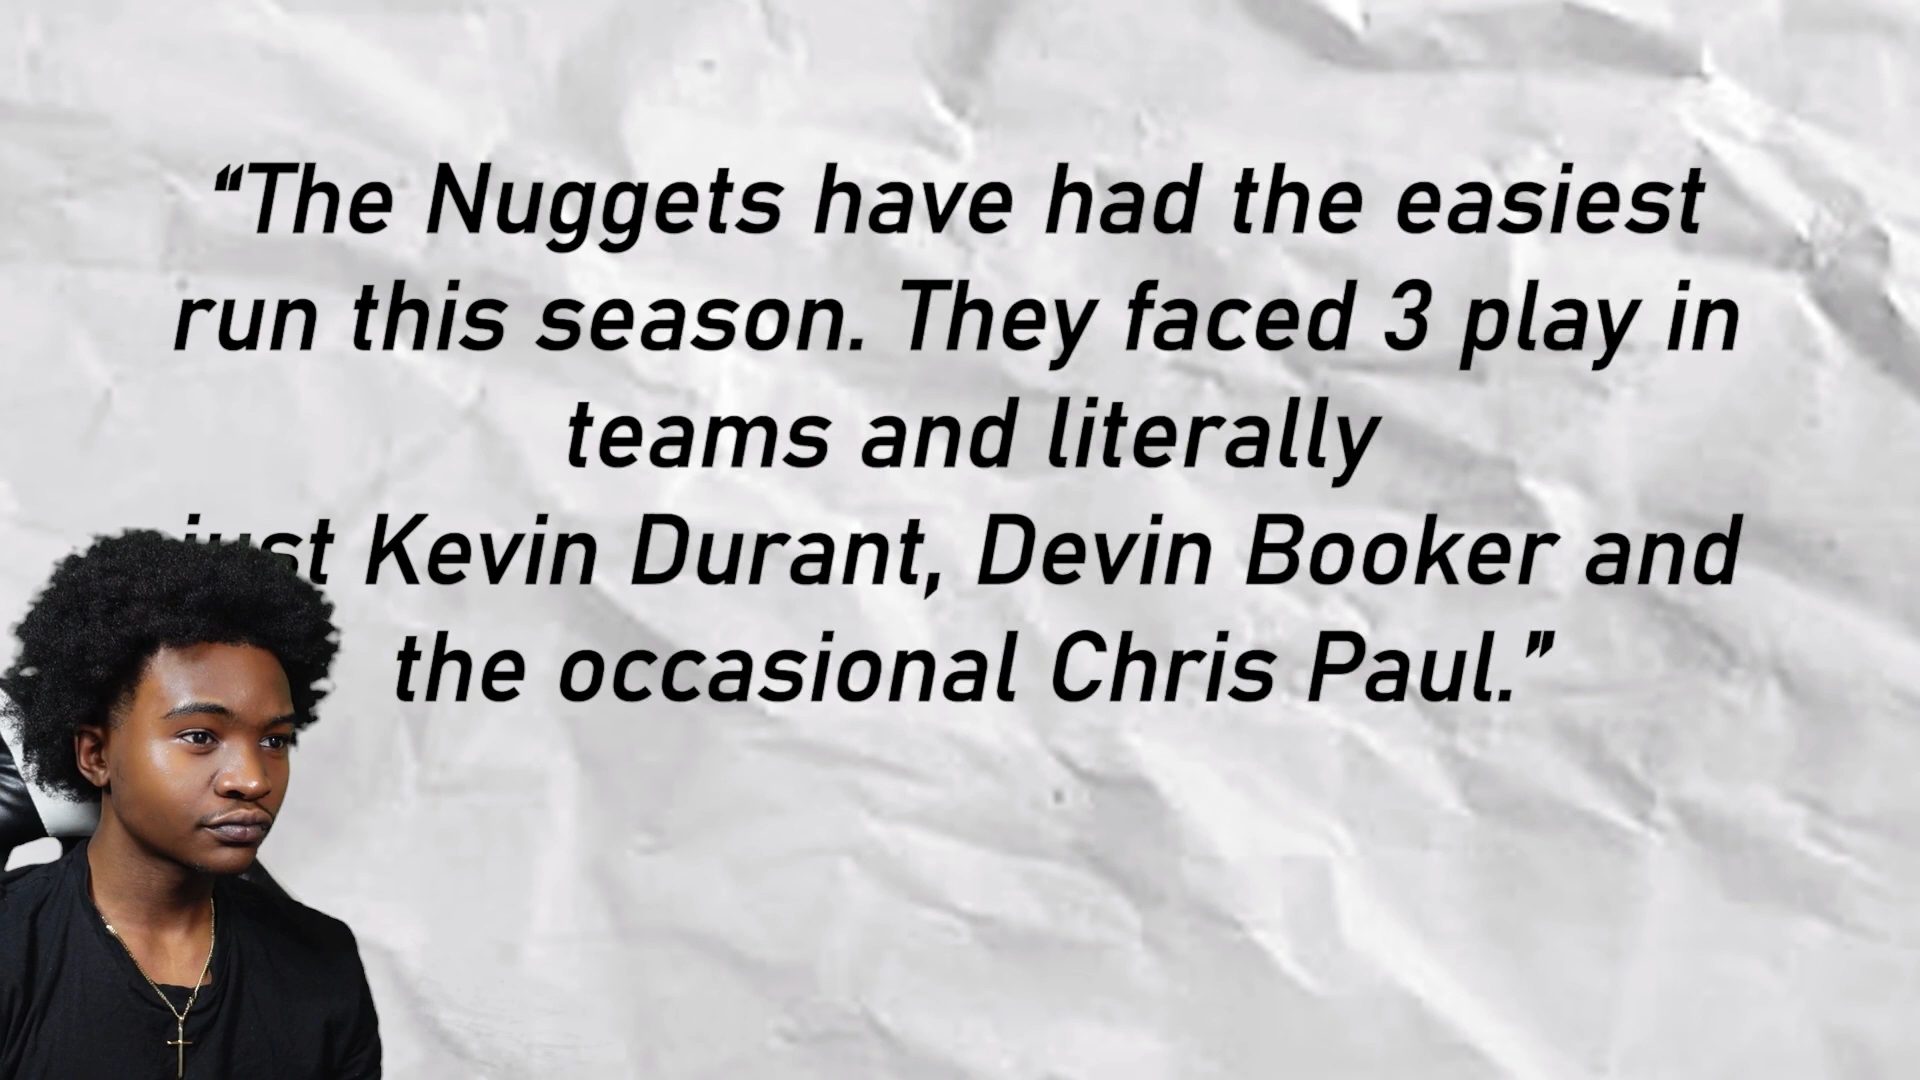 “The Nuggets have had the easiest
run this season. They faced 3 play in
teams and literally
just Kevin Durant, Devin Booker and
the occasional Chris Paul.”